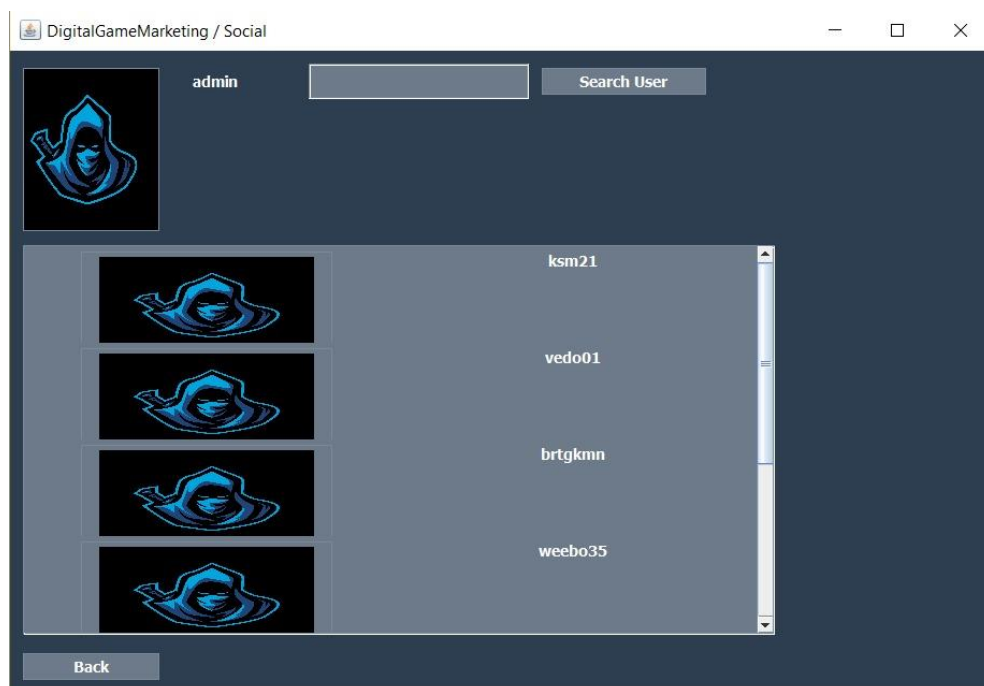 DigitalGameMarketing / Social
admin
Search User
ksm21
vedo01
brtgkmn
weebo35
Back